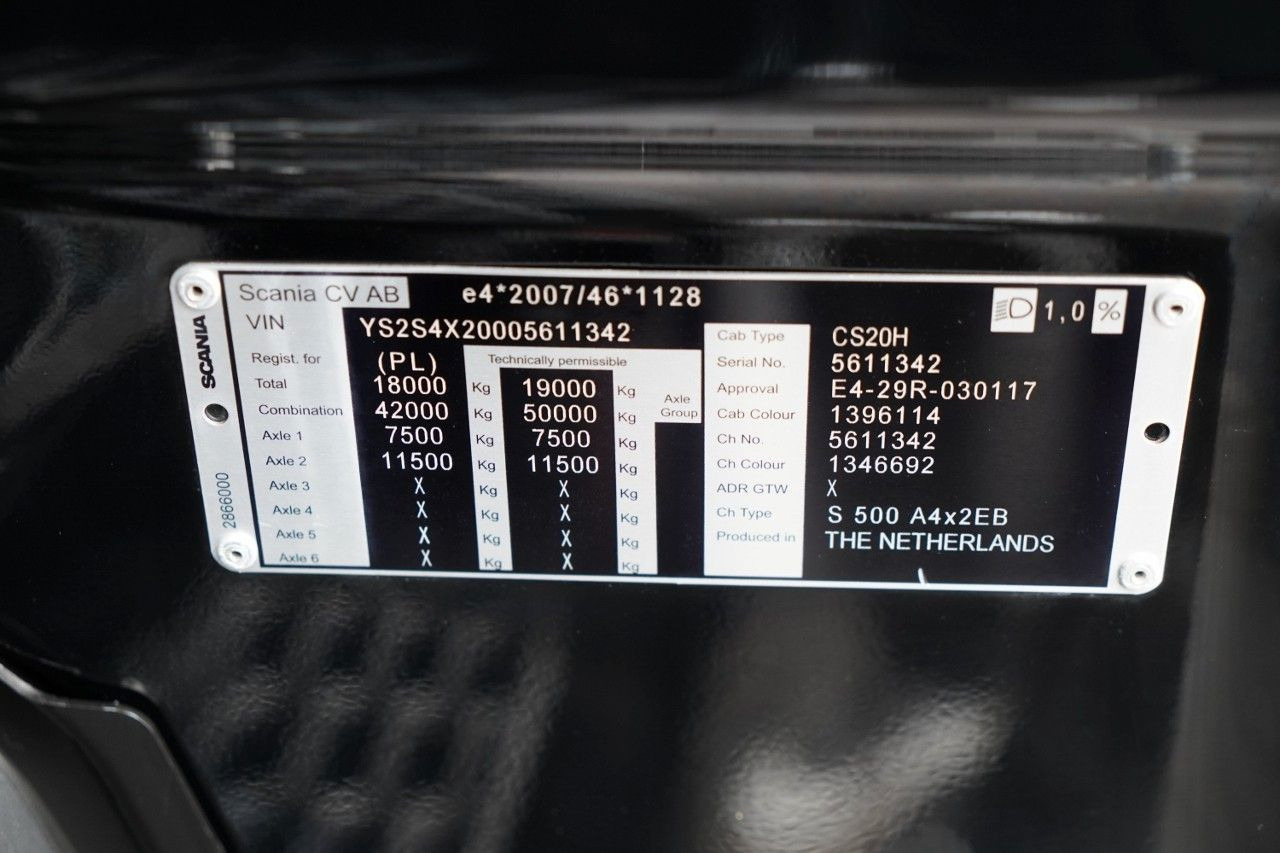 Scania CV AB e4*2007/46*1128 1,0 %
VIN YS2S4X20005611342
SCANIA
2866000
Regist. for (PL) Technically permissible
Total 18000 Kg 19000 Kg
Combination 42000 Kg 50000 Kg Axle Group
Axle 1 7500 Kg 7500 Kg
Axle 2 11500 Kg 11500 Kg
Axle 3 X Kg X Kg
Axle 4 X Kg X Kg
Axle 5 X Kg X Kg
Axle 6 X Kg X Kg
Cab Type CS20H
Serial No. 5611342
Approval E4-29R-030117
Cab Colour 1396114
Ch No. 5611342
Ch Colour 1346692
ADR GTW X
Ch Type S 500 A4x2EB
Produced in THE NETHERLANDS